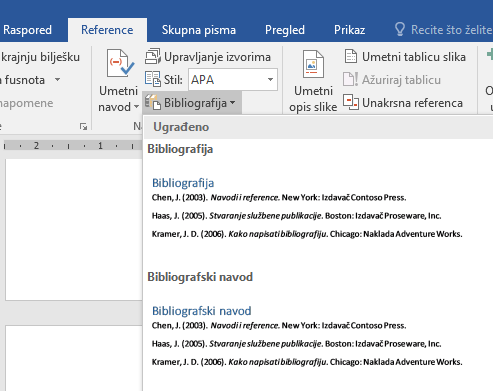 Raspored Reference Skupna pisma Pregled Prikaz Recite što želite
krajnju bilješku Upravljanje izvorima Umetni tablicu slika
fusnota Stil: APA Ažuriraj tablicu
napomene Umetni navod Bibliografija Umetni opis slike Unakrsna referenca
2 1
Ugrađeno
Bibliografija
Bibliografija
Chen, J. (2003). Navodi i reference. New York: Izdavač Contoso Press.
Haas, J. (2005). Stvaranje službene publikacije. Boston: Izdavač Proseware, Inc.
Kramer, J. D. (2006). Kako napisati bibliografiju. Chicago: Naklada Adventure Works.
Bibliografski navod
Bibliografski navod
Chen, J. (2003). Navodi i reference. New York: Izdavač Contoso Press.
Haas, J. (2005). Stvaranje službene publikacije. Boston: Izdavač Proseware, Inc.
Kramer, J. D. (2006). Kako napisati bibliografiju. Chicago: Naklada Adventure Works.